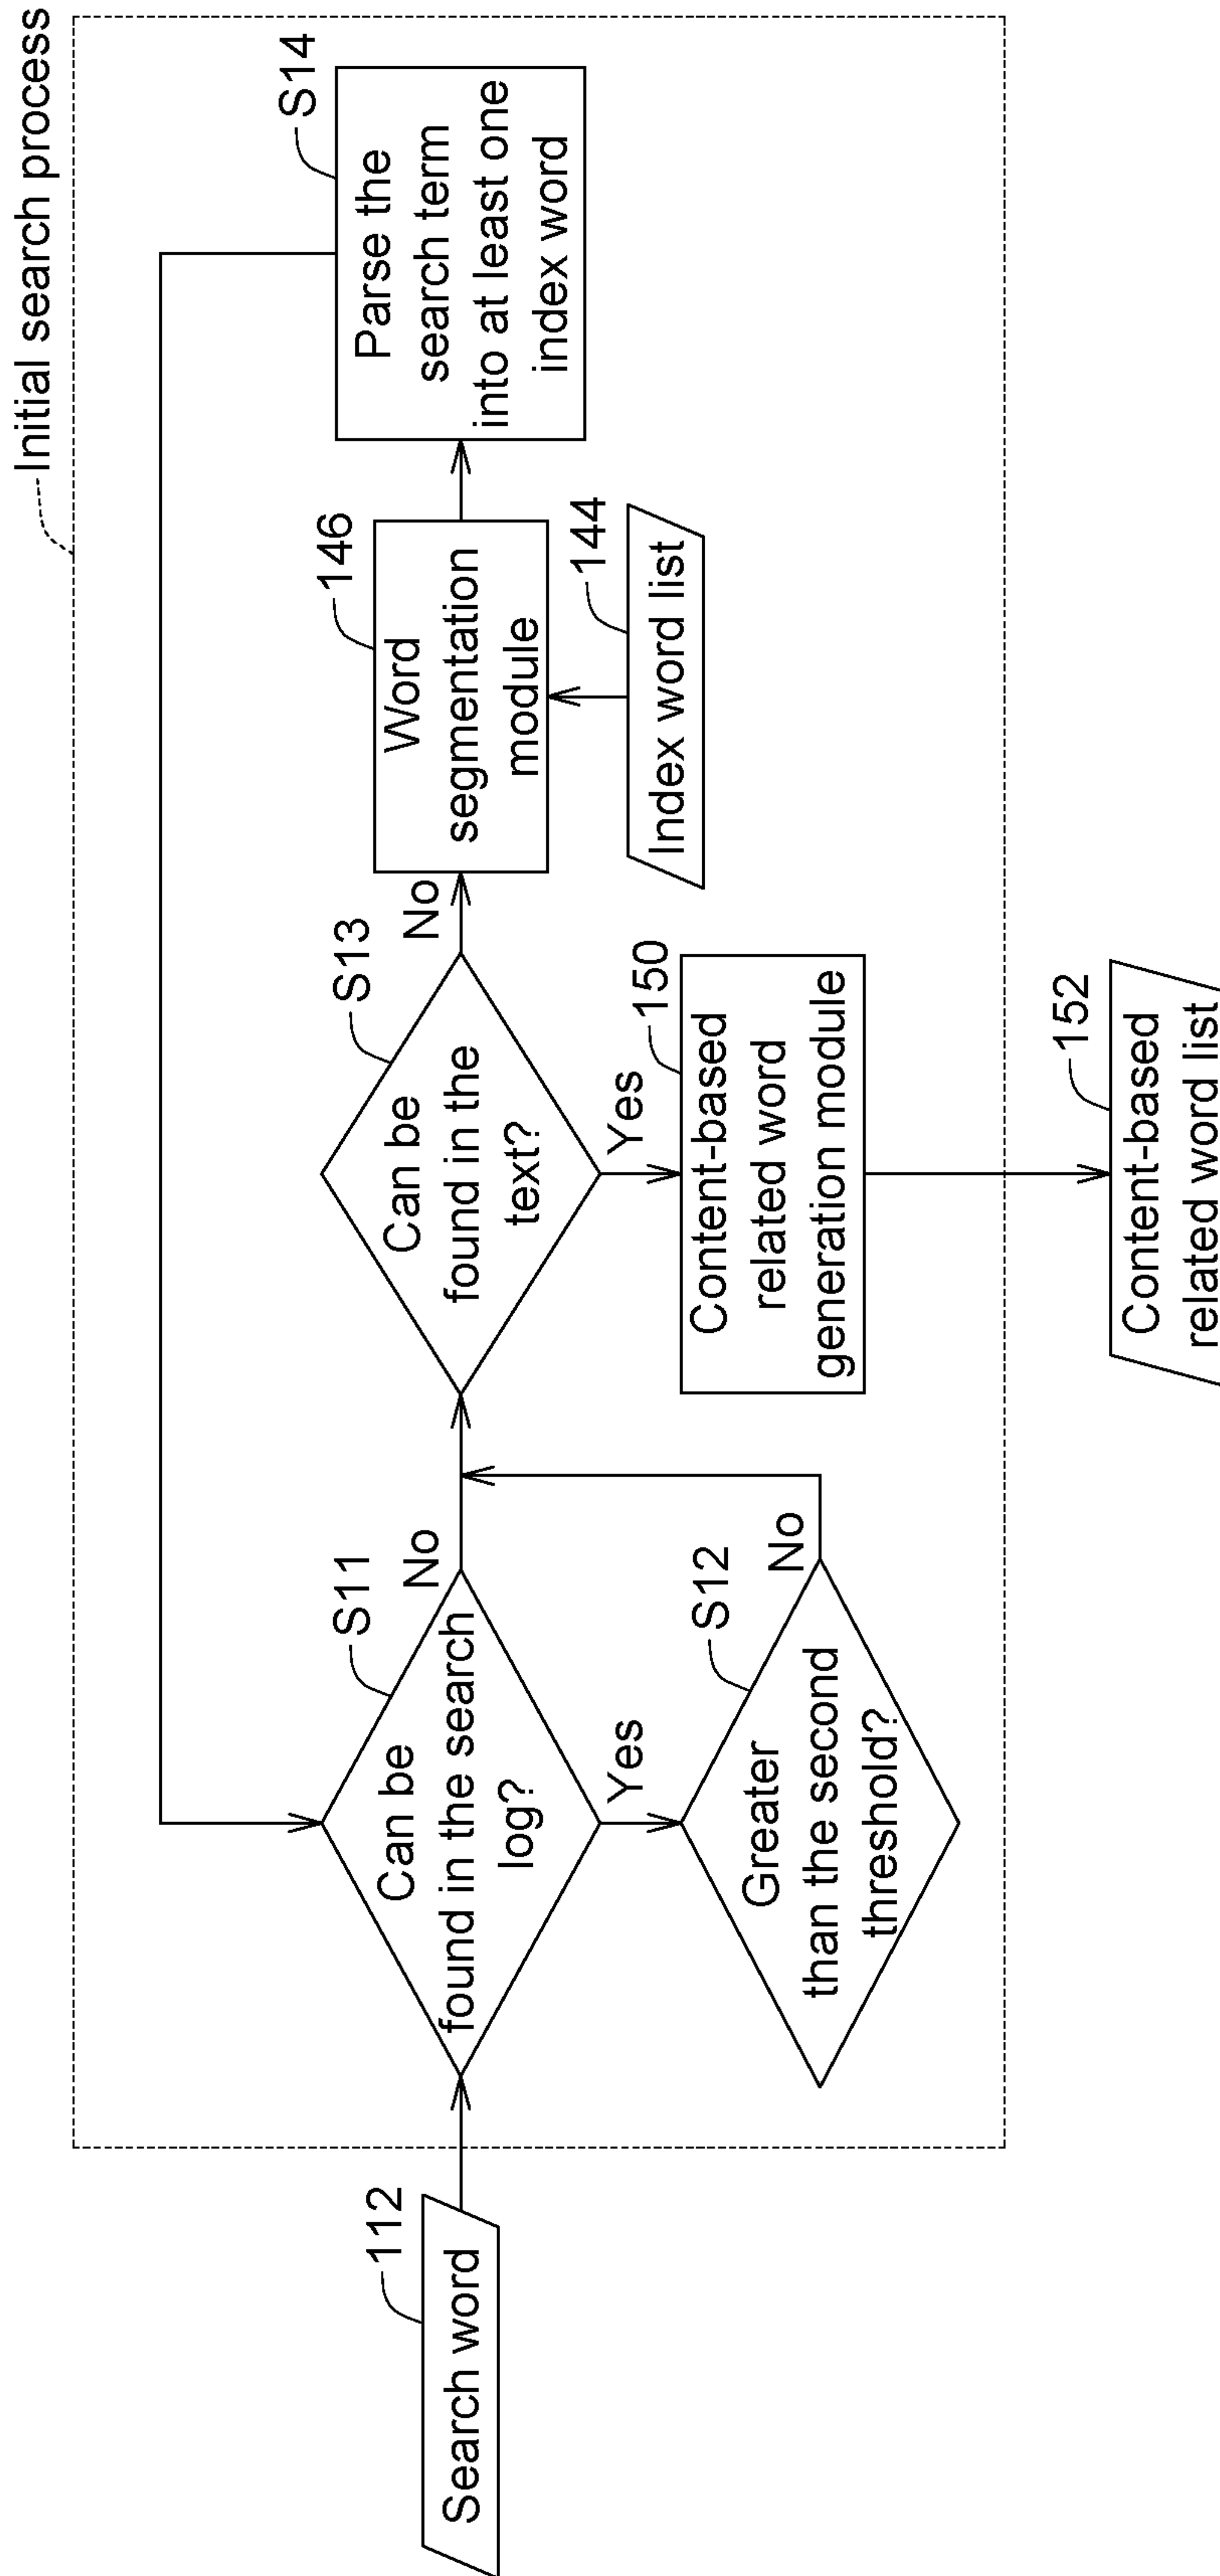 Initial search process
112
Search word
S11
Can be
found in the search
log?
No
Yes
S12
Greater
than the second
threshold?
No
S13
Can be
found in the
text?
No
Yes
150
Content-based
related word
generation module
152
Content-based
related word list
146
Word
segmentation
module
144
Index word list
S14
Parse the
search term
into at least one
index word